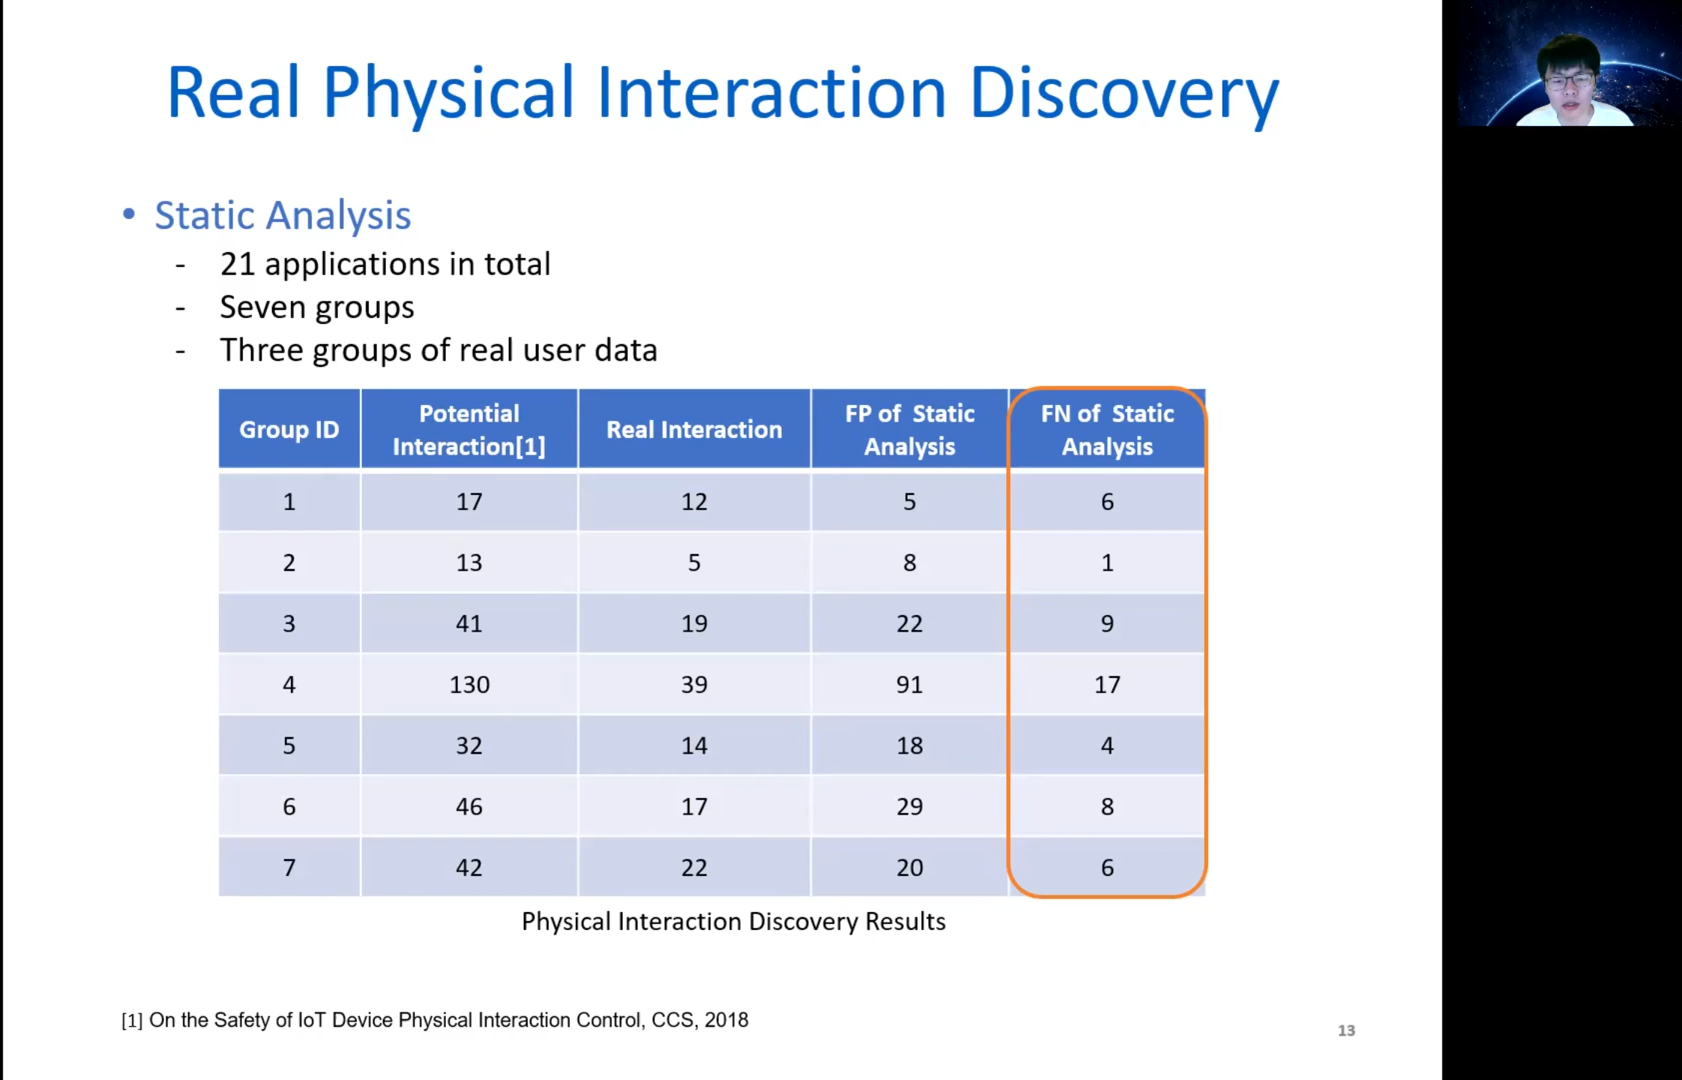 Real Physical Interaction Discovery
• Static Analysis
- 21 applications in total
- Seven groups
- Three groups of real user data
Group ID Potential Interaction[1] Real Interaction FP of Static Analysis FN of Static Analysis
1 17 12 5 6
2 13 5 8 1
3 41 19 22 9
4 130 39 91 17
5 32 14 18 4
6 46 17 29 8
7 42 22 20 6
Physical Interaction Discovery Results
[1] On the Safety of IoT Device Physical Interaction Control, CCS, 2018
13